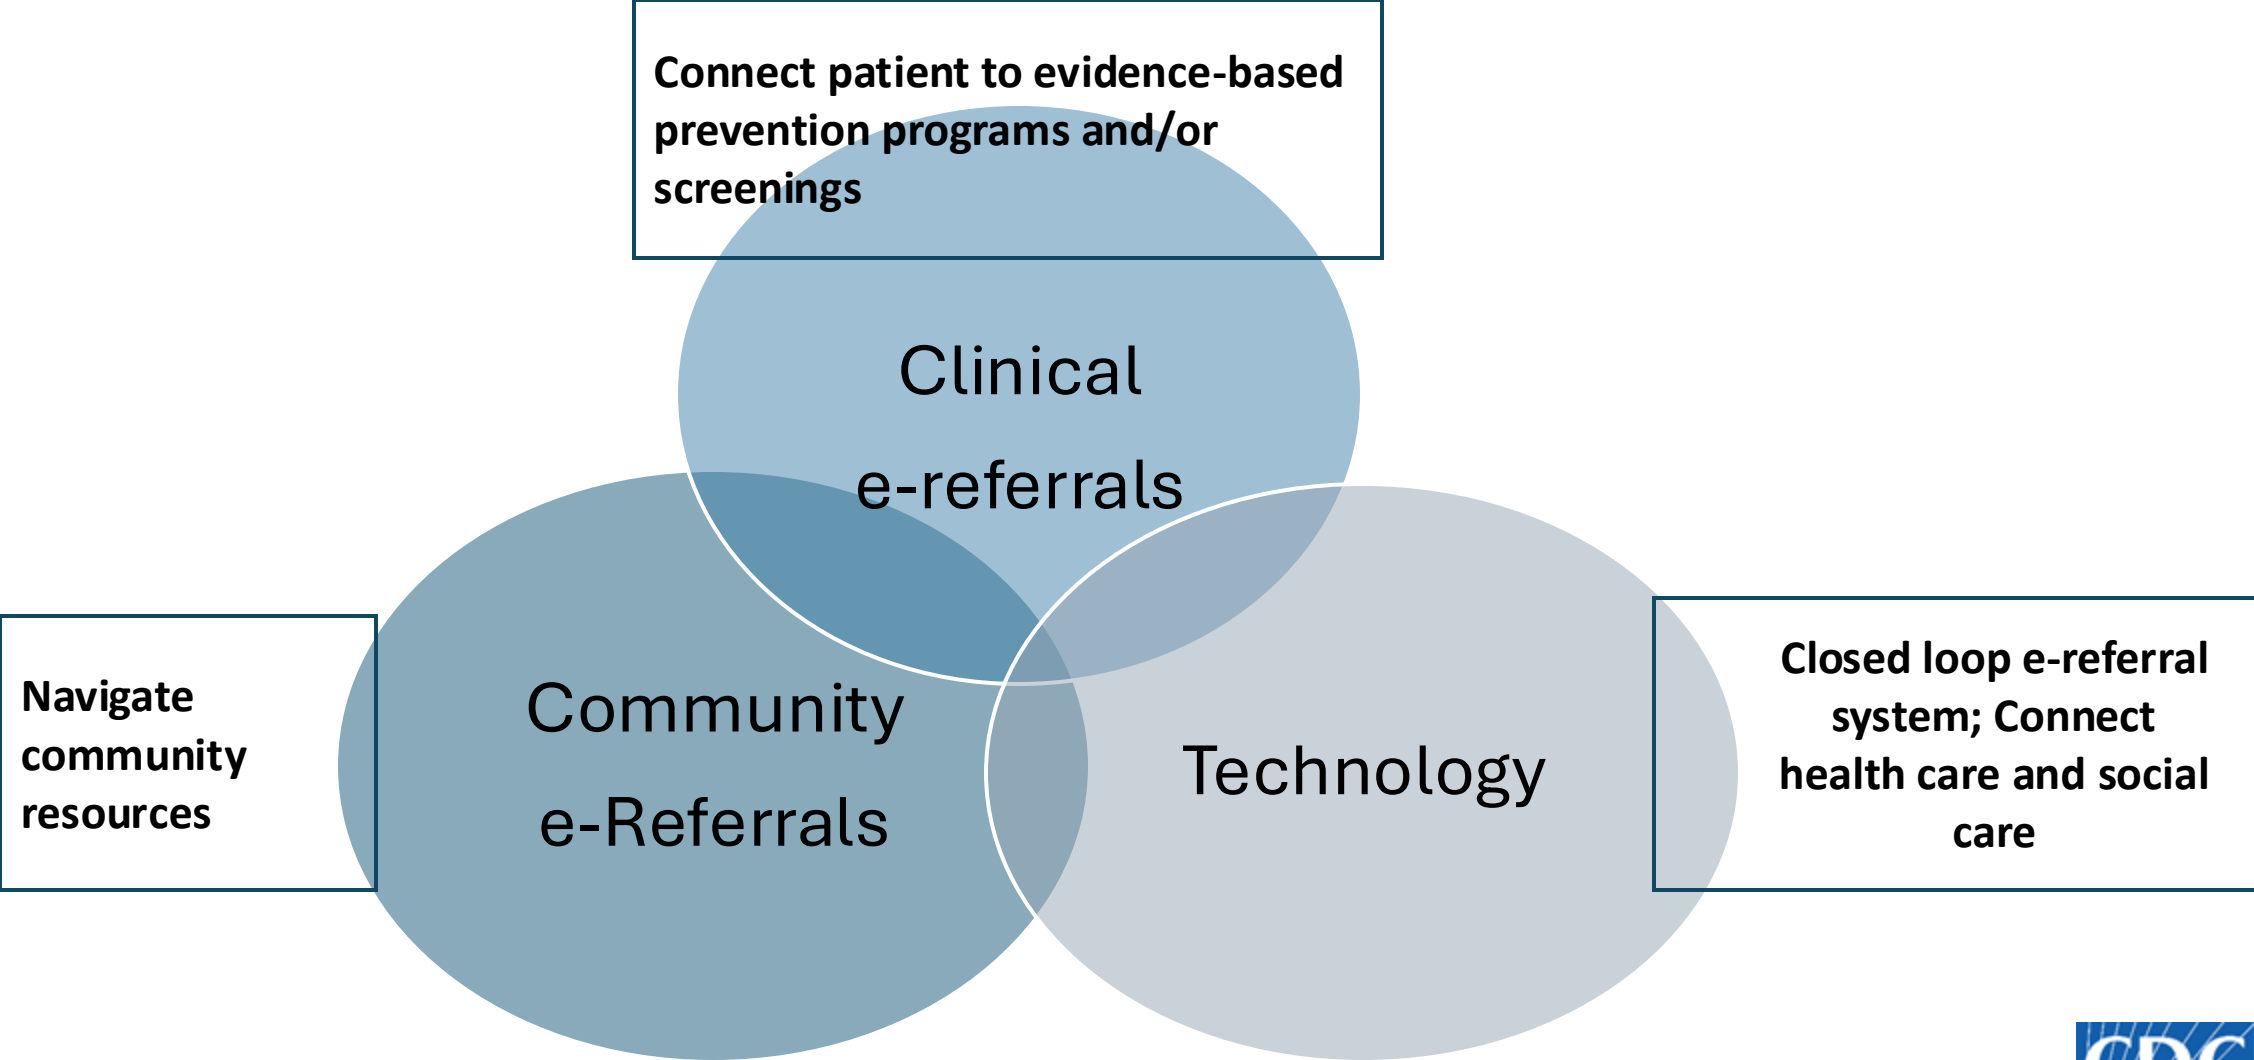 Connect patient to evidence-based
prevention programs and/or
screenings
Clinical
e-referrals
Navigate
community
resources
Community
e-Referrals
Technology
Closed loop e-referral
system; Connect
health care and social
care
CDC